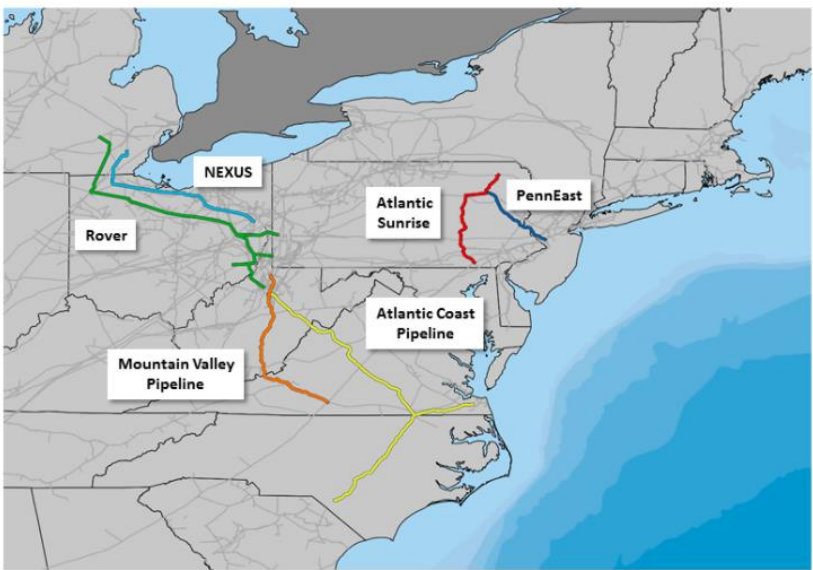 NEXUS
Rover
Atlantic
Sunrise
PennEast
Atlantic Coast
Pipeline
Mountain Valley
Pipeline